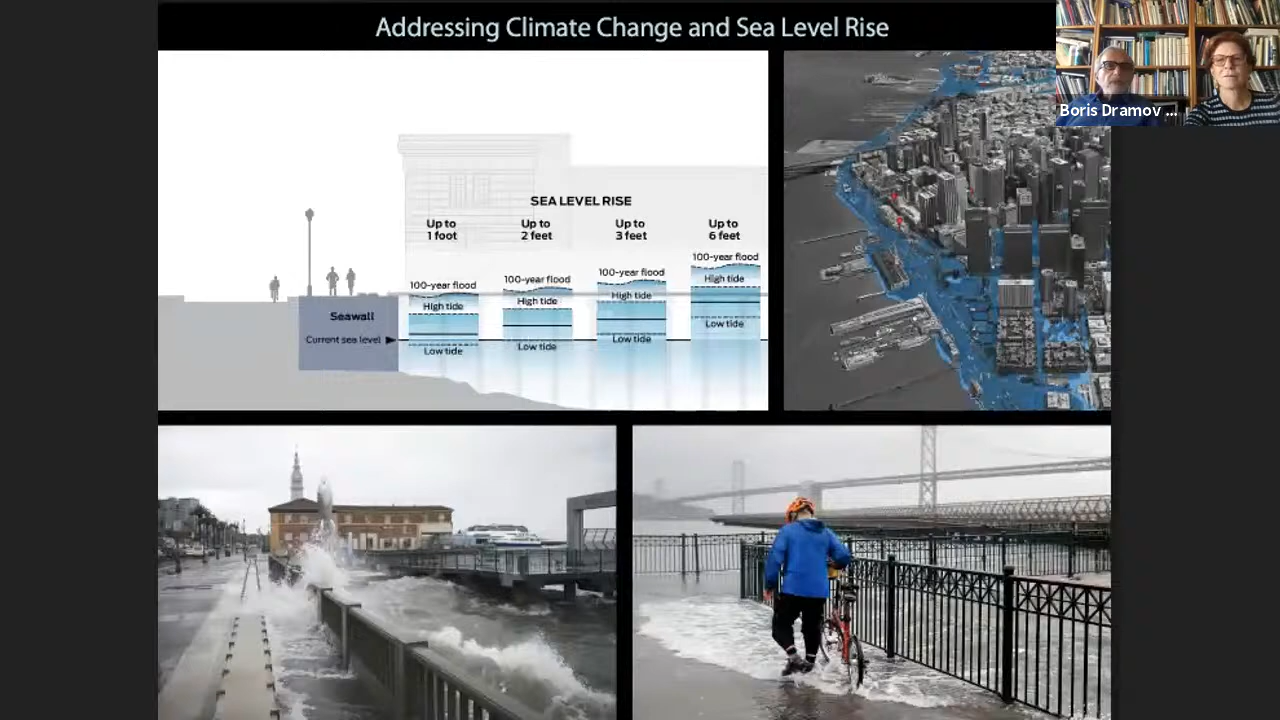 Addressing Climate Change and Sea Level Rise
Boris Dramov ...
SEA LEVEL RISE
Up to
1 foot
Up to
2 feet
Up to
3 feet
Up to
6 feet
100-year flood
High tide
Low tide
100-year flood
High tide
Low tide
100-year flood
High tide
Low tide
100-year flood
High tide
Low tide
Seawall
Current sea level